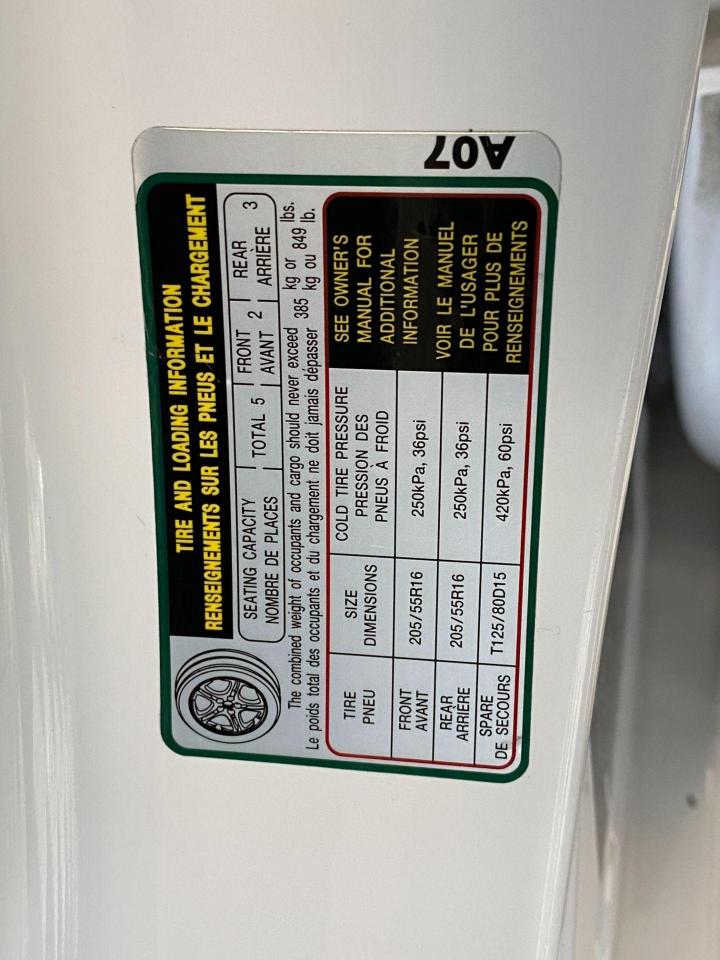 TIRE AND LOADING INFORMATION
RENSEIGNEMENTS SUR LES PNEUS ET LE CHARGEMENT
SEATING CAPACITY
NOMBRE DE PLACES
TOTAL 5
FRONT
AVANT
2
REAR
ARRIÈRE
3
The combined weight of occupants and cargo should never exceed
Le poids total des occupants et du chargement ne doit jamais dépasser
385
kg or
kg ou
849
lbs.
lb.
TIRE
PNEU
SIZE
DIMENSIONS
COLD TIRE PRESSURE
PRESSION DES
PNEUS À FROID
FRONT
AVANT
205/55R16
250kPa, 36psi
REAR
ARRIÈRE
205/55R16
250kPa, 36psi
SPARE
DE SECOURS
T125/80D15
420kPa, 60psi
SEE OWNER'S
MANUAL FOR
ADDITIONAL
INFORMATION
VOIR LE MANUEL
DE L'USAGER
POUR PLUS DE
RENSEIGNEMENTS
A07